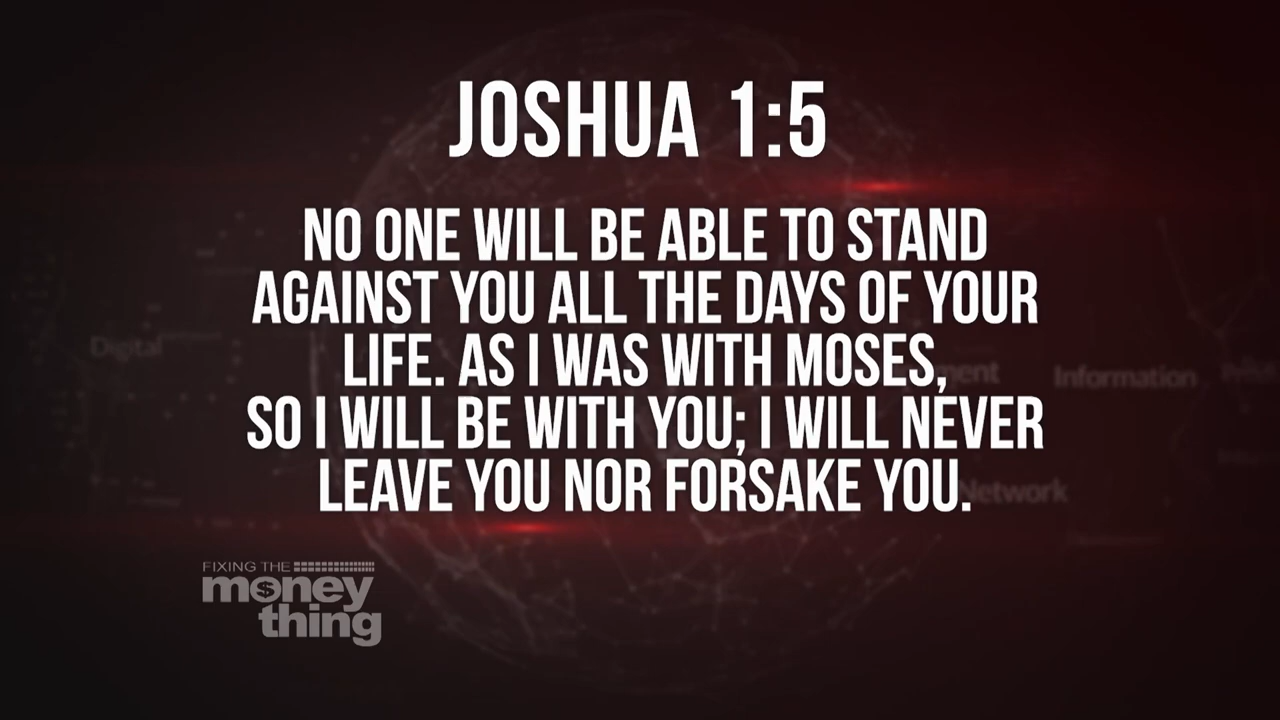 JOSHUA 1:5
NO ONE WILL BE ABLE TO STAND
AGAINST YOU ALL THE DAYS OF YOUR
LIFE. AS I WAS WITH MOSES,
SO I WILL BE WITH YOU; I WILL NEVER
LEAVE YOU NOR FORSAKE YOU.
Digital
Information
Network
FIXING THE
money
thing